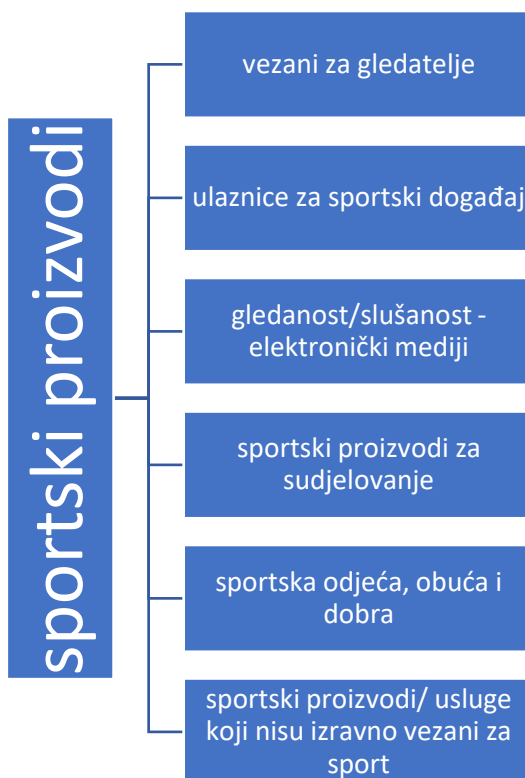 sportski proizvodi
vezani za gledatelje
ulaznice za sportski događaj
gledanost/slušanost -
elektronički mediji
sportski proizvodi za
sudjelovanje
sportska odjeća, obuća i
dobra
sportski proizvodi/ usluge
koji nisu izravno vezani za
sport